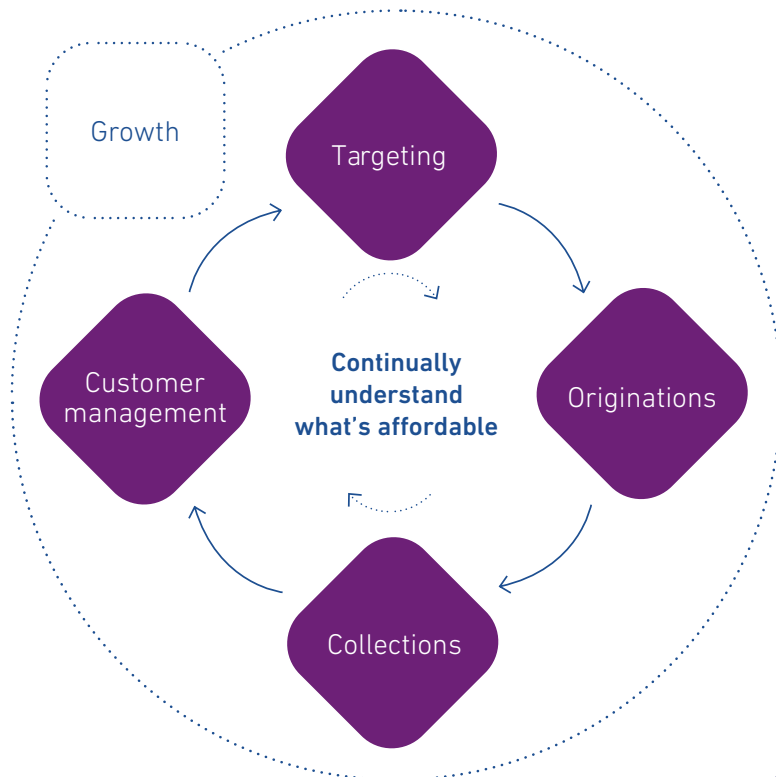 Growth
Targeting
Originations
Collections
Customer
management
Continually
understand
what’s affordable